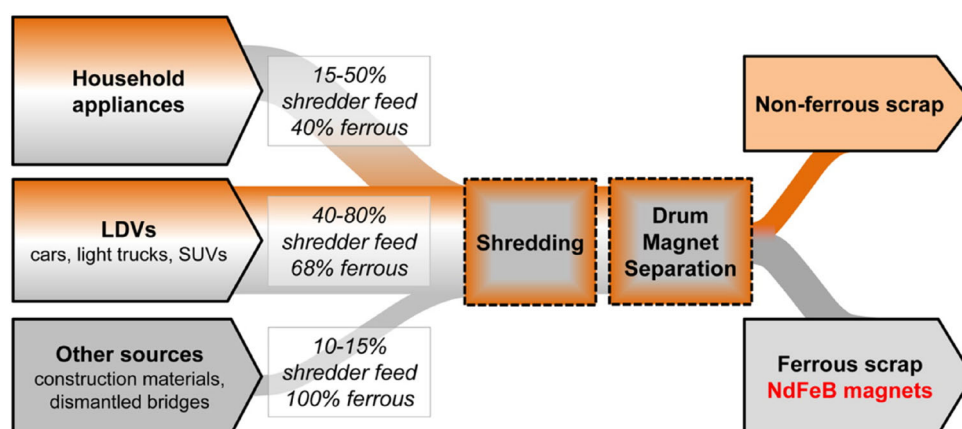 Household
appliances
15-50%
shredder feed
40% ferrous
LDVs
cars, light trucks, SUVs
40-80%
shredder feed
68% ferrous
Other sources
construction materials,
dismantled bridges
10-15%
shredder feed
100% ferrous
Shredding
Drum
Magnet
Separation
Non-ferrous scrap
Ferrous scrap
NdFeB magnets